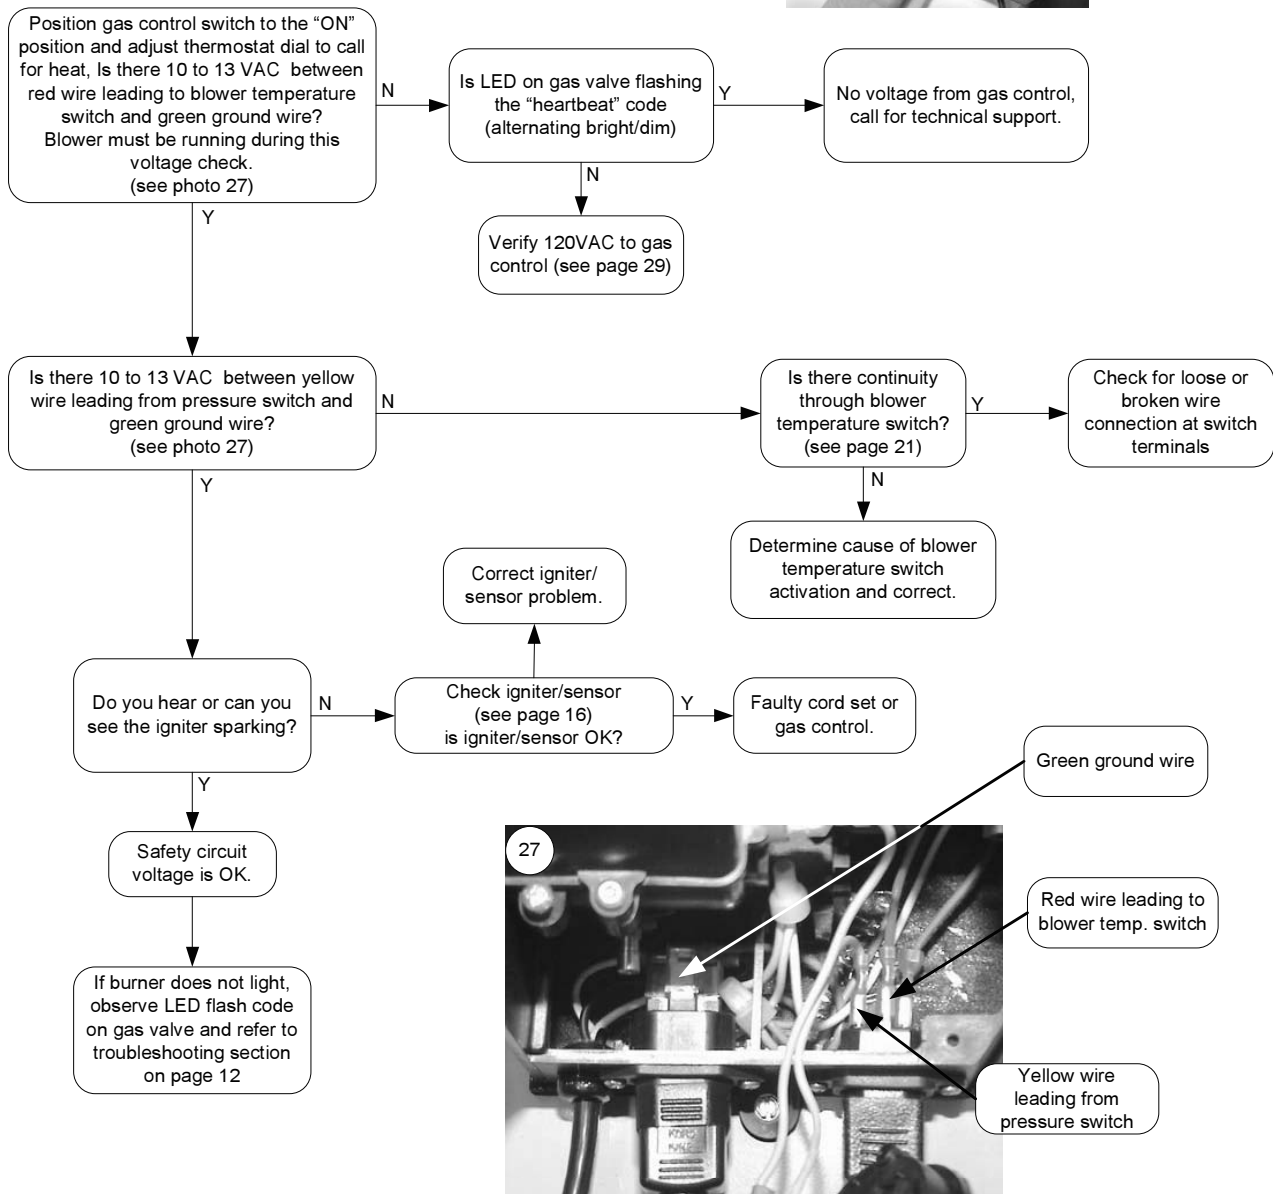 Position gas control switch to the “ON”
position and adjust thermostat dial to call
for heat, Is there 10 to 13 VAC between
red wire leading to blower temperature
switch and green ground wire?
Blower must be running during this
voltage check.
(see photo 27)
N
Is LED on gas valve flashing
the “heartbeat” code
(alternating bright/dim)
Y
No voltage from gas control,
call for technical support.
N
Verify 120VAC to gas
control (see page 29)
Y
Is there 10 to 13 VAC between yellow
wire leading from pressure switch and
green ground wire?
(see photo 27)
N
Is there continuity
through blower
temperature switch?
(see page 21)
Y
Check for loose or
broken wire
connection at switch
terminals
N
Determine cause of blower
temperature switch
activation and correct.
Y
Correct igniter/
sensor problem.
Do you hear or can you
see the igniter sparking?
N
Check igniter/sensor
(see page 16)
is igniter/sensor OK?
Y
Faulty cord set or
gas control.
Y
Safety circuit
voltage is OK.
If burner does not light,
observe LED flash code
on gas valve and refer to
troubleshooting section
on page 12
27
Green ground wire
Red wire leading to
blower temp. switch
Yellow wire
leading from
pressure switch